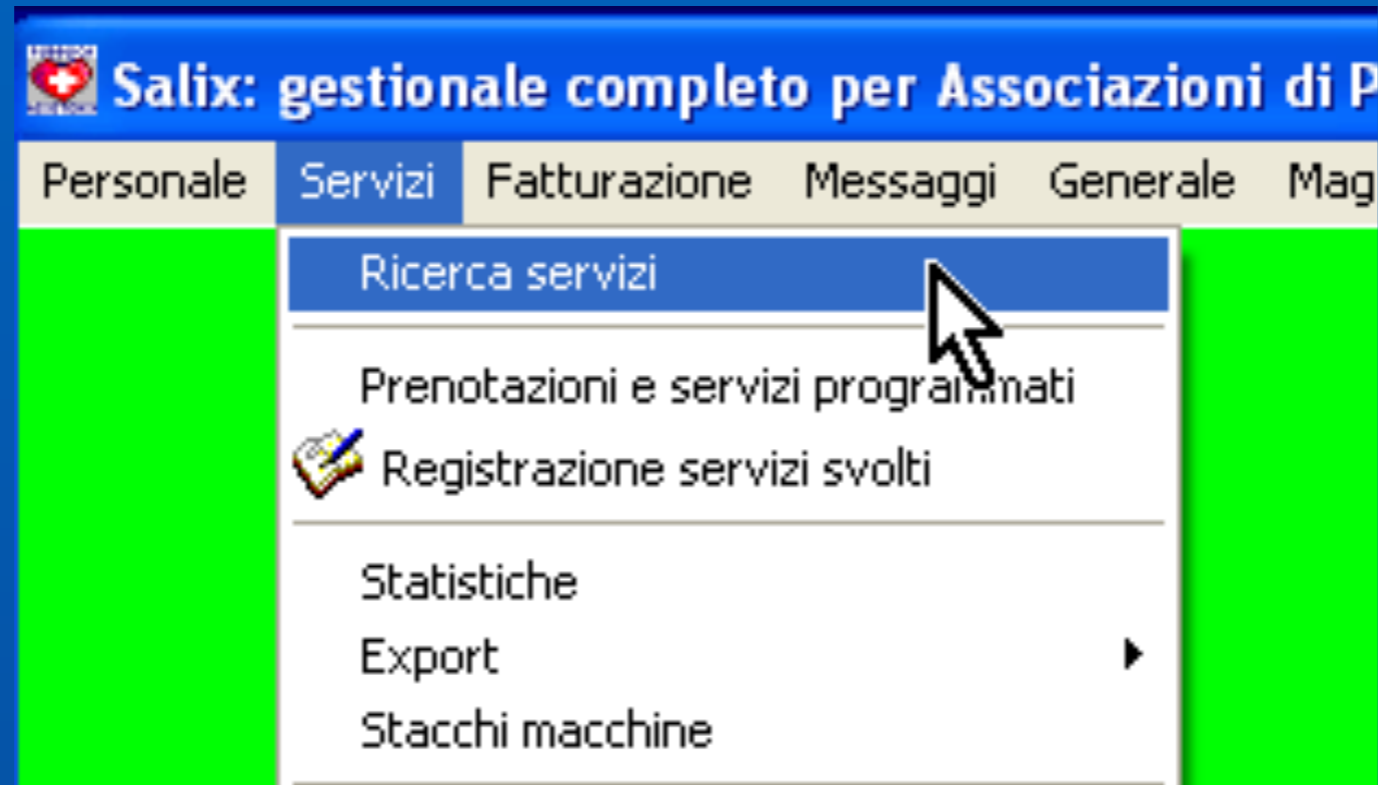 Salix: gestionale completo per Associazioni di P
Personale Servizi Fatturazione Messaggi Generale Mag
Ricerca servizi
Prenotazioni e servizi programmati
Registrazione servizi svolti
Statistiche
Export
Stacchi macchine